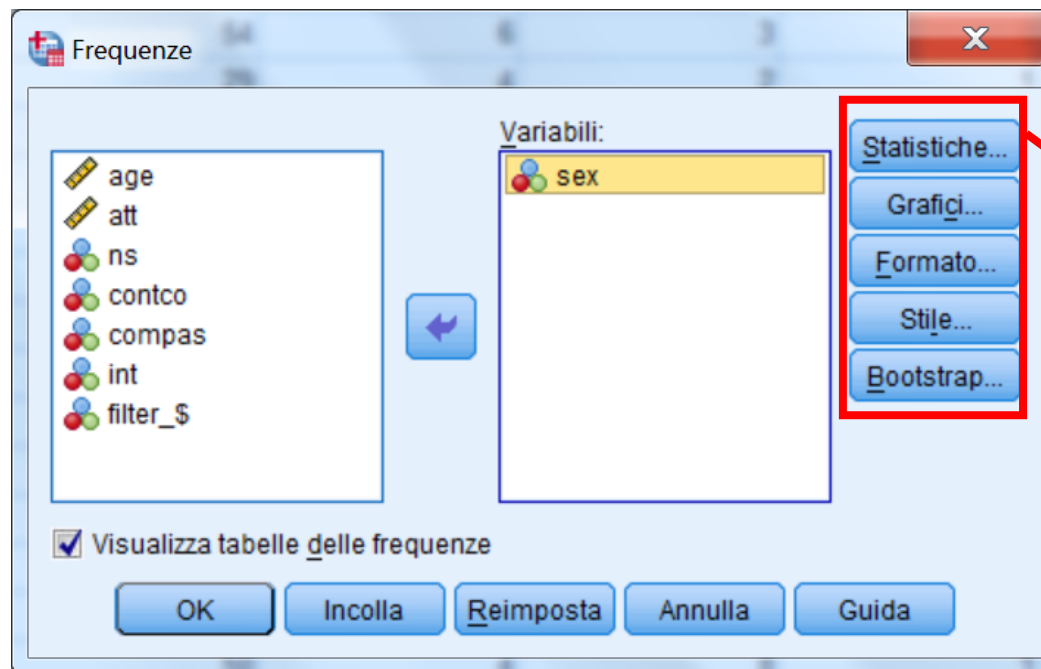 Frequenze
Variabili:
age
att
ns
contco
compas
int
filter_$
sex
Statistiche...
Grafici...
Formato...
Stile...
Bootstrap...
Visualizza tabelle delle frequenze
OK
Incolla
Reimposta
Annulla
Guida